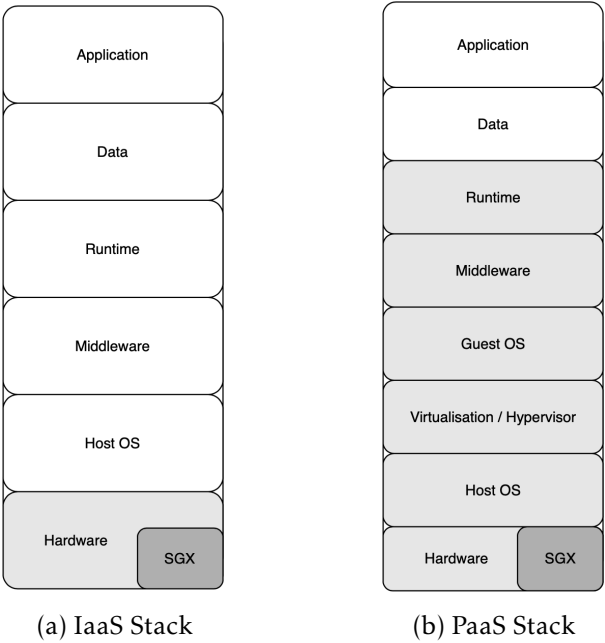 Application
Data
Runtime
Middleware
Host OS
Hardware
SGX
(a) IaaS Stack
Application
Data
Runtime
Middleware
Guest OS
Virtualisation / Hypervisor
Host OS
Hardware
SGX
(b) PaaS Stack